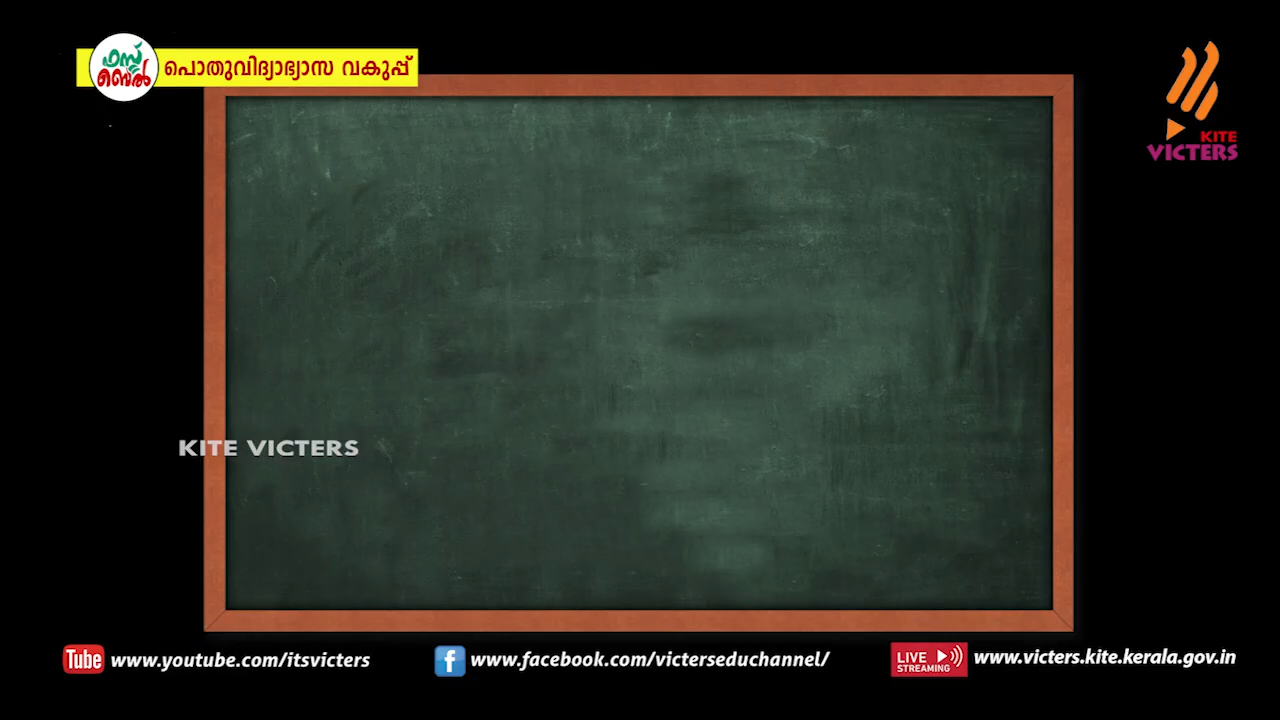 ഫസ്റ്റ്
ബെൽ
പൊതുവിദ്യാഭ്യാസ വകുപ്പ്
KITE
VICTERS
KITE VICTERS
Tube www.youtube.com/itsvicters
f www.facebook.com/victerseduchannel/
LIVE
STREAMING
www.victers.kite.kerala.gov.in